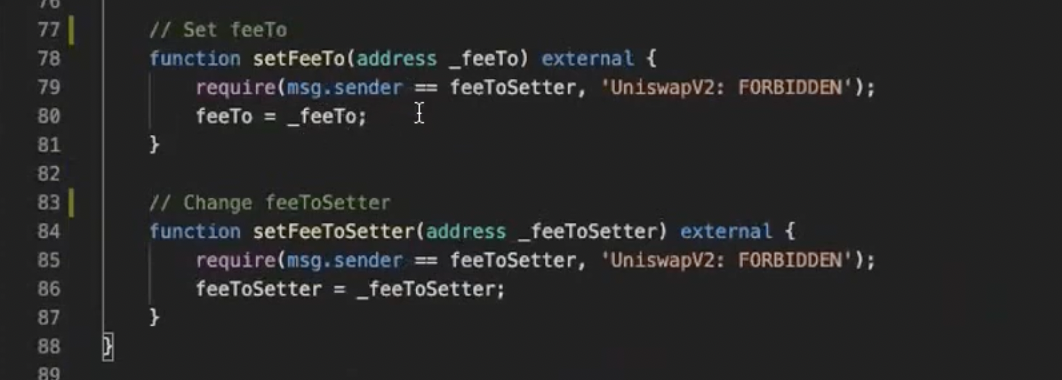 76
77 // Set feeTo
78 function setFeeTo(address _feeTo) external {
79 require(msg.sender == feeToSetter, 'UniswapV2: FORBIDDEN');
80 feeTo = _feeTo;
81 }
82
83 // Change feeToSetter
84 function setFeeToSetter(address _feeToSetter) external {
85 require(msg.sender == feeToSetter, 'UniswapV2: FORBIDDEN');
86 feeToSetter = _feeToSetter;
87 }
88 }
89